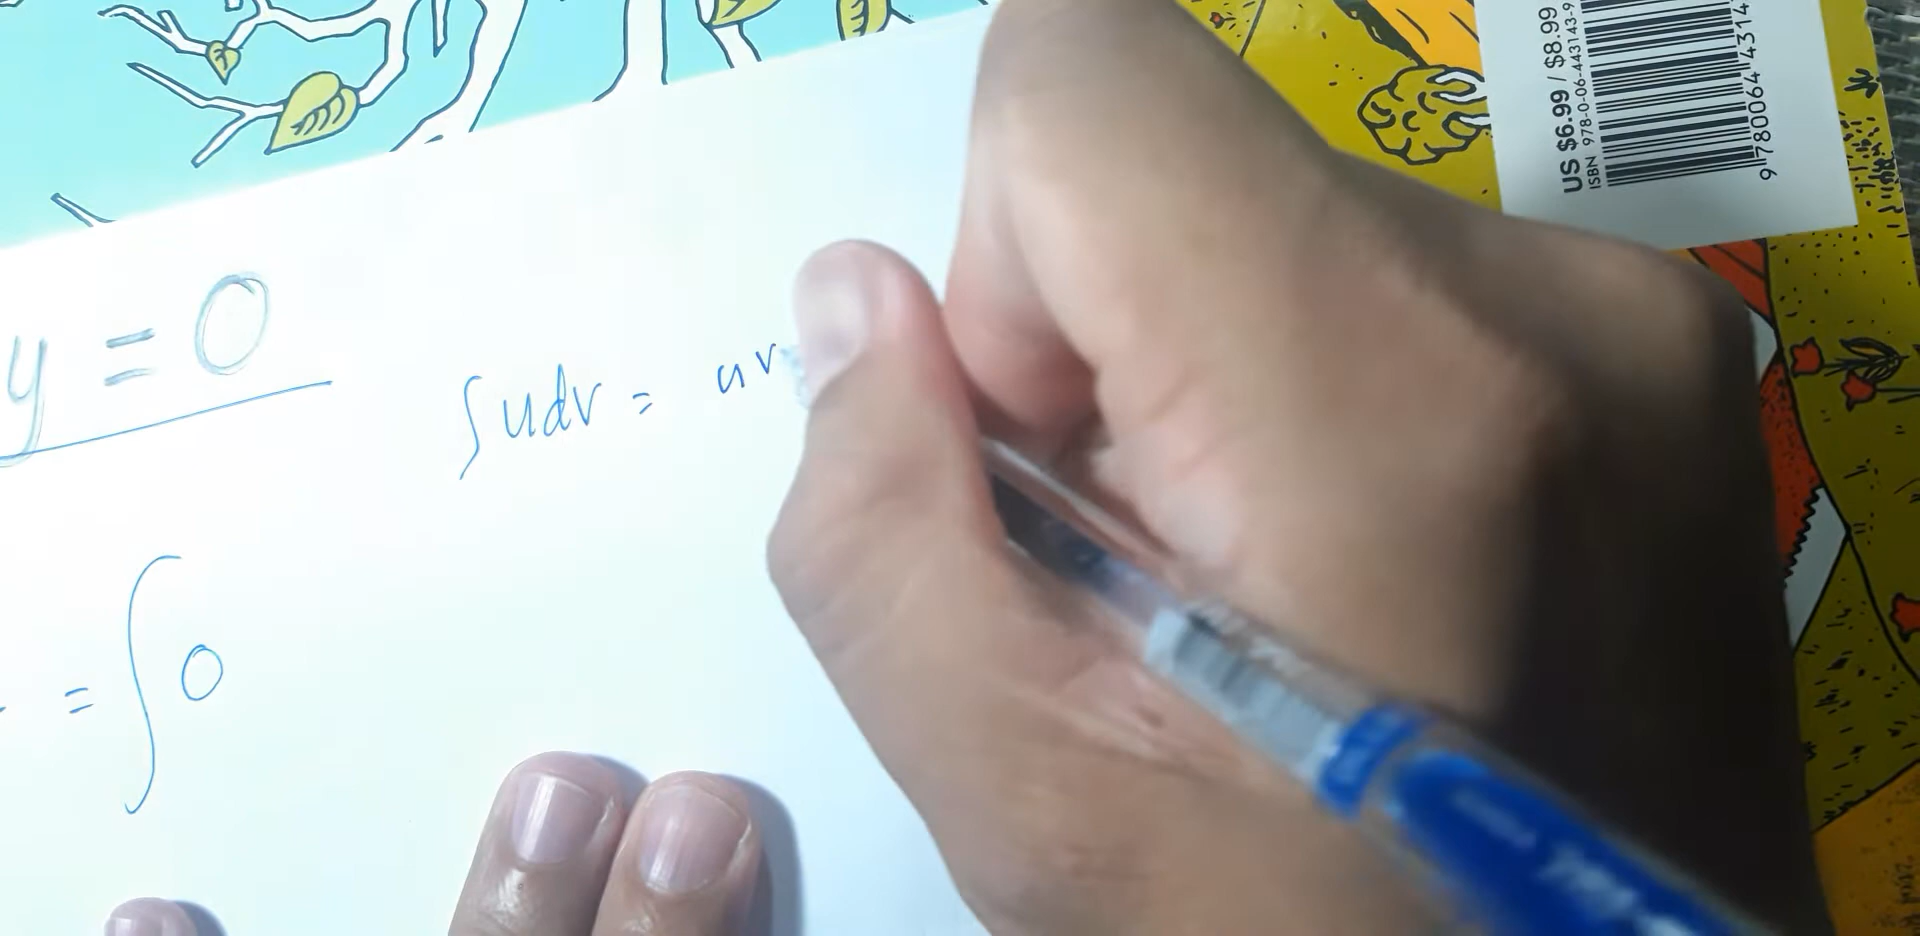 y = 0
∫udv = uv
= ∫0
US $6.99 / $8.99
ISBN 978-0-06-443143-9
9 780064 4314